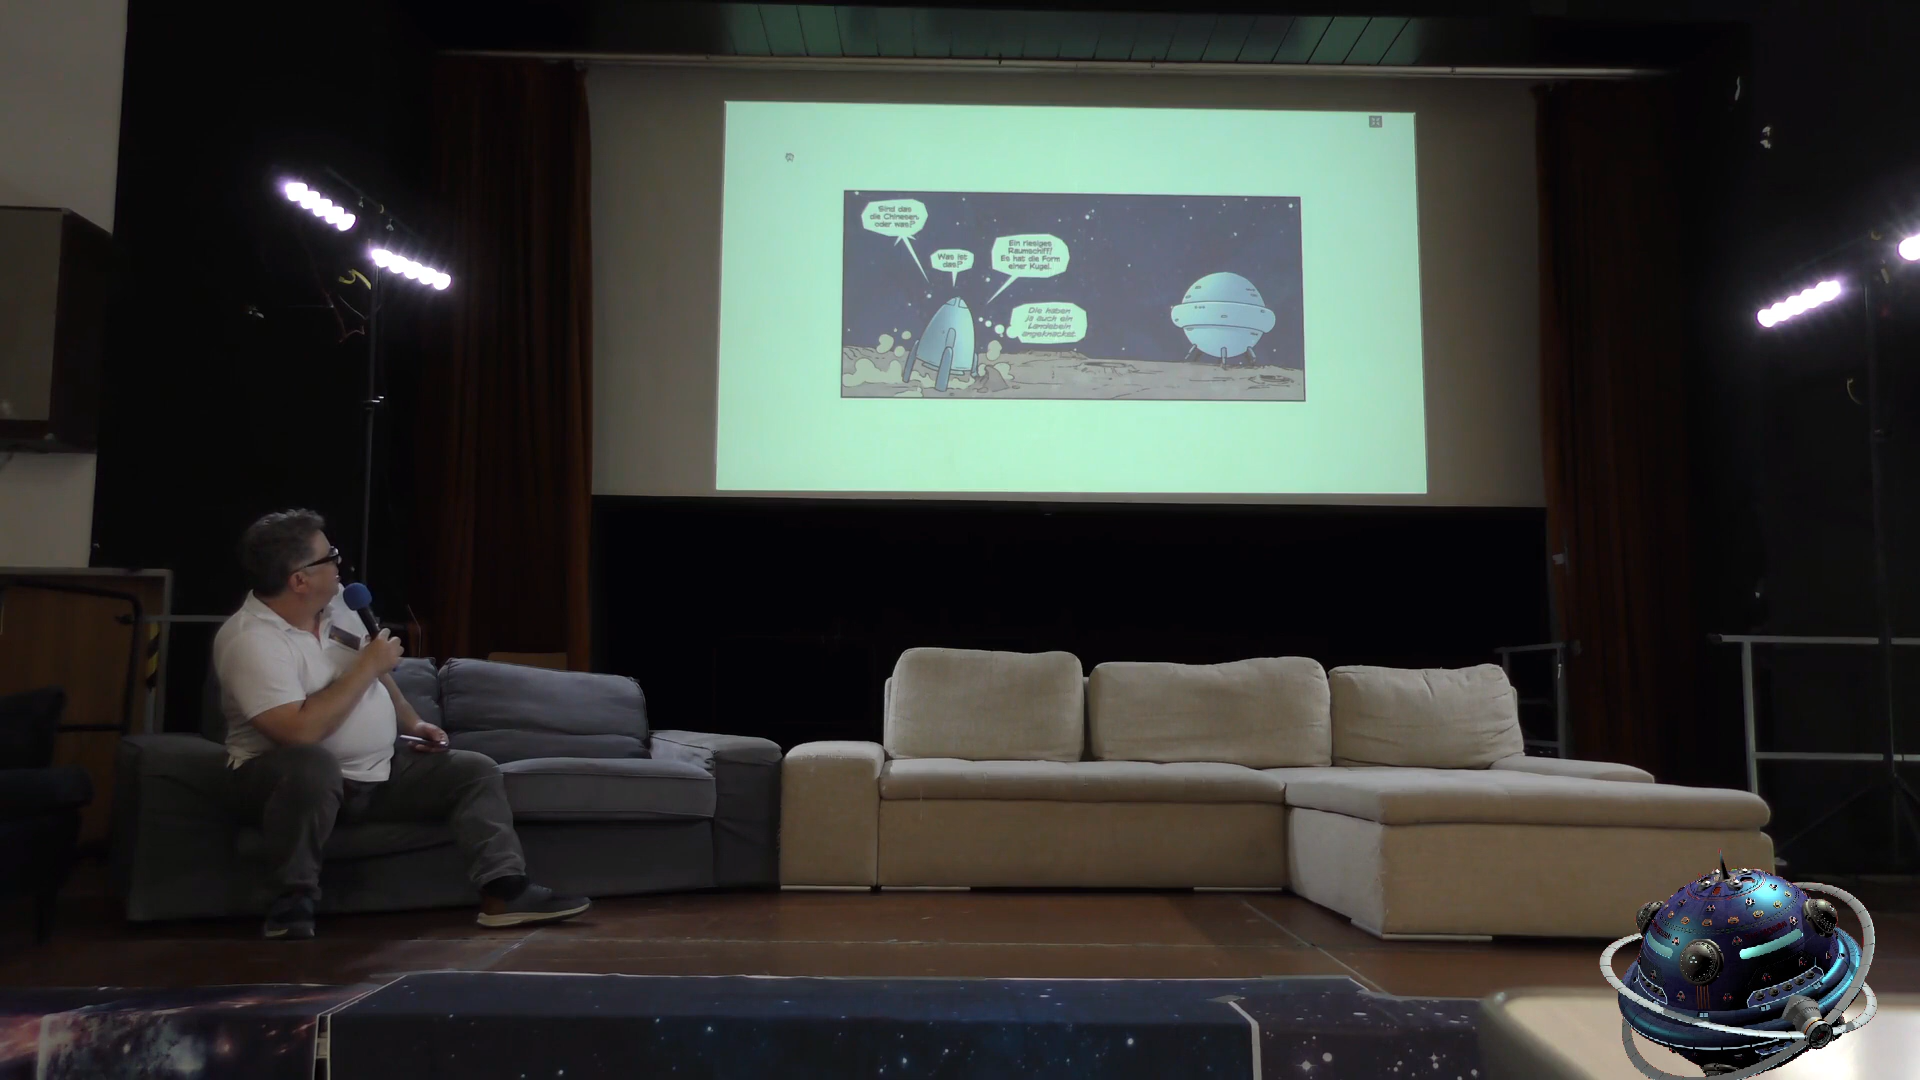 Sind das
die Chinesen,
oder was?
Was ist
das?
Ein riesiges
Raumschiff!
Es hat die Form
einer Kugel.
Die haben
ja auch ein
Landebein
angeknackst.